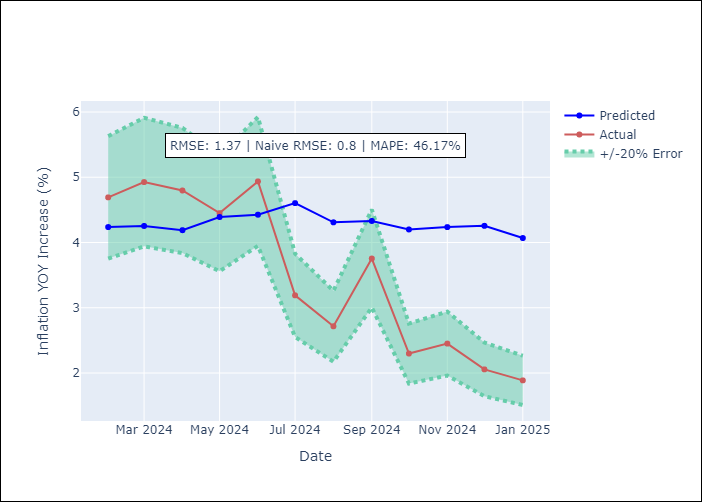 RMSE: 1.37 | Naive RMSE: 0.8 | MAPE: 46.17%
Predicted
Actual
+/-20% Error
Inflation YOY Increase (%)
6
5
4
3
2
Mar 2024
May 2024
Jul 2024
Sep 2024
Nov 2024
Jan 2025
Date